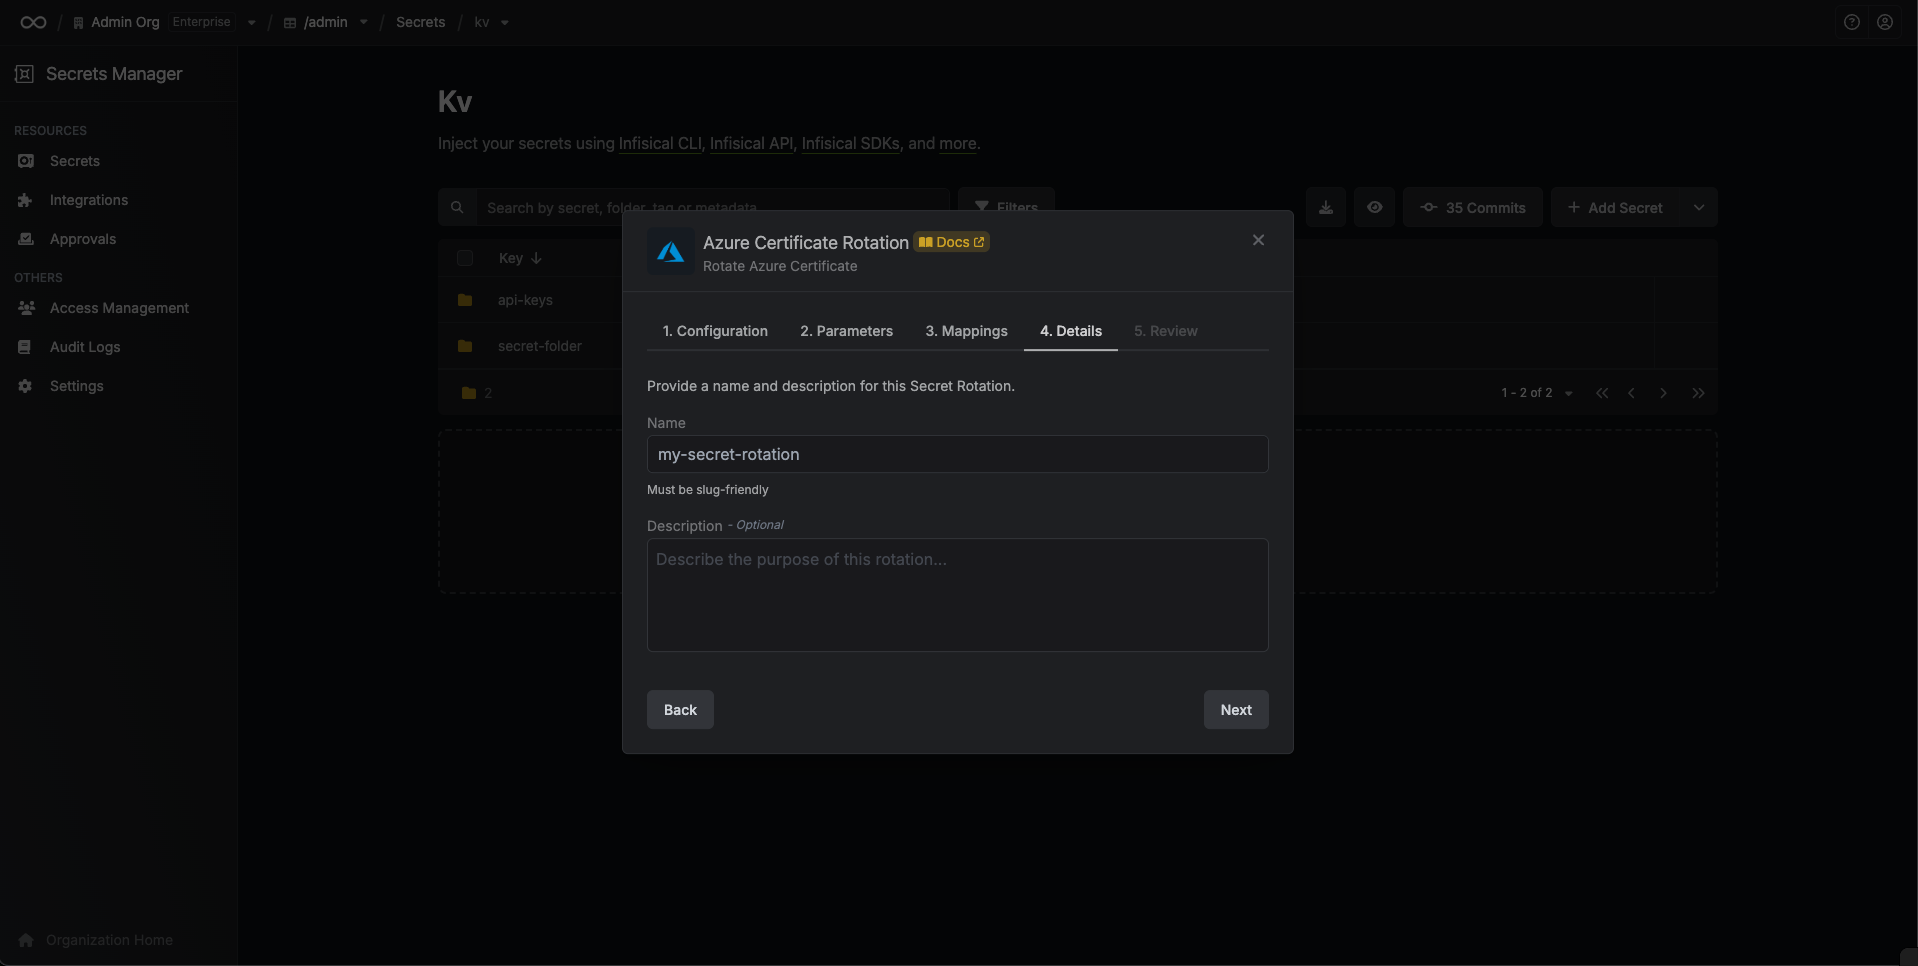 / Admin Org Enterprise / /admin / Secrets / kv
Secrets Manager
RESOURCES
Secrets
Integrations
Approvals
OTHERS
Access Management
Audit Logs
Settings
Organization Home
Kv
Inject your secrets using Infisical CLI, Infisical API, Infisical SDKs, and more.
Search by secret, folder, tag or metadata...
Filters
35 Commits
Add Secret
Key
api-keys
secret-folder
2
1 - 2 of 2
Azure Certificate Rotation Docs
Rotate Azure Certificate
1. Configuration 2. Parameters 3. Mappings 4. Details 5. Review
Provide a name and description for this Secret Rotation.
Name
my-secret-rotation
Must be slug-friendly
Description - Optional
Describe the purpose of this rotation...
Back Next